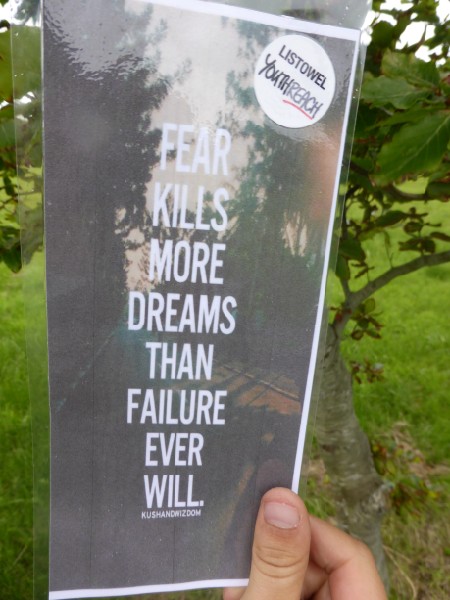 LISTOWEL
YOUTHREACH
FEAR
KILLS
MORE
DREAMS
THAN
FAILURE
EVER
WILL.
KUSHANDWIZDOM